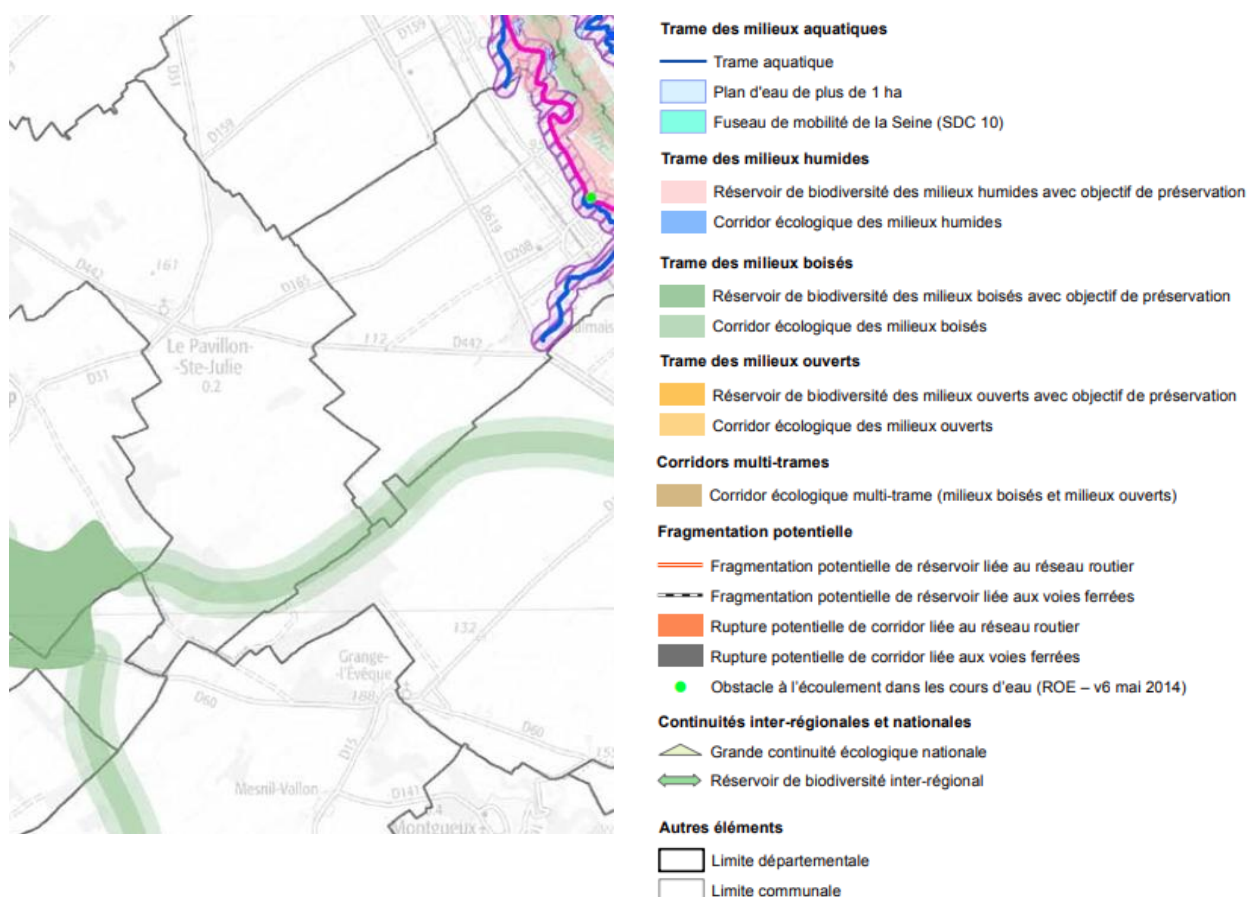 D159
D31
D159
D619
D208
D442
161
D165
Le Pavillon-
-Ste-Julie
0.2
112
D442
D31
132
Grange-
-l'Évêque
188
D60
D60
D15
Mesnil-Vallon
D141
Montgueux
Trame des milieux aquatiques
Trame aquatique
Plan d'eau de plus de 1 ha
Fuseau de mobilité de la Seine (SDC 10)
Trame des milieux humides
Réservoir de biodiversité des milieux humides avec objectif de préservation
Corridor écologique des milieux humides
Trame des milieux boisés
Réservoir de biodiversité des milieux boisés avec objectif de préservation
Corridor écologique des milieux boisés
Trame des milieux ouverts
Réservoir de biodiversité des milieux ouverts avec objectif de préservation
Corridor écologique des milieux ouverts
Corridors multi-trames
Corridor écologique multi-trame (milieux boisés et milieux ouverts)
Fragmentation potentielle
Fragmentation potentielle de réservoir liée au réseau routier
Fragmentation potentielle de réservoir liée aux voies ferrées
Rupture potentielle de corridor liée au réseau routier
Rupture potentielle de corridor liée aux voies ferrées
Obstacle à l'écoulement dans les cours d'eau (ROE – v6 mai 2014)
Continuités inter-régionales et nationales
Grande continuité écologique nationale
Réservoir de biodiversité inter-régional
Autres éléments
Limite départementale
Limite communale